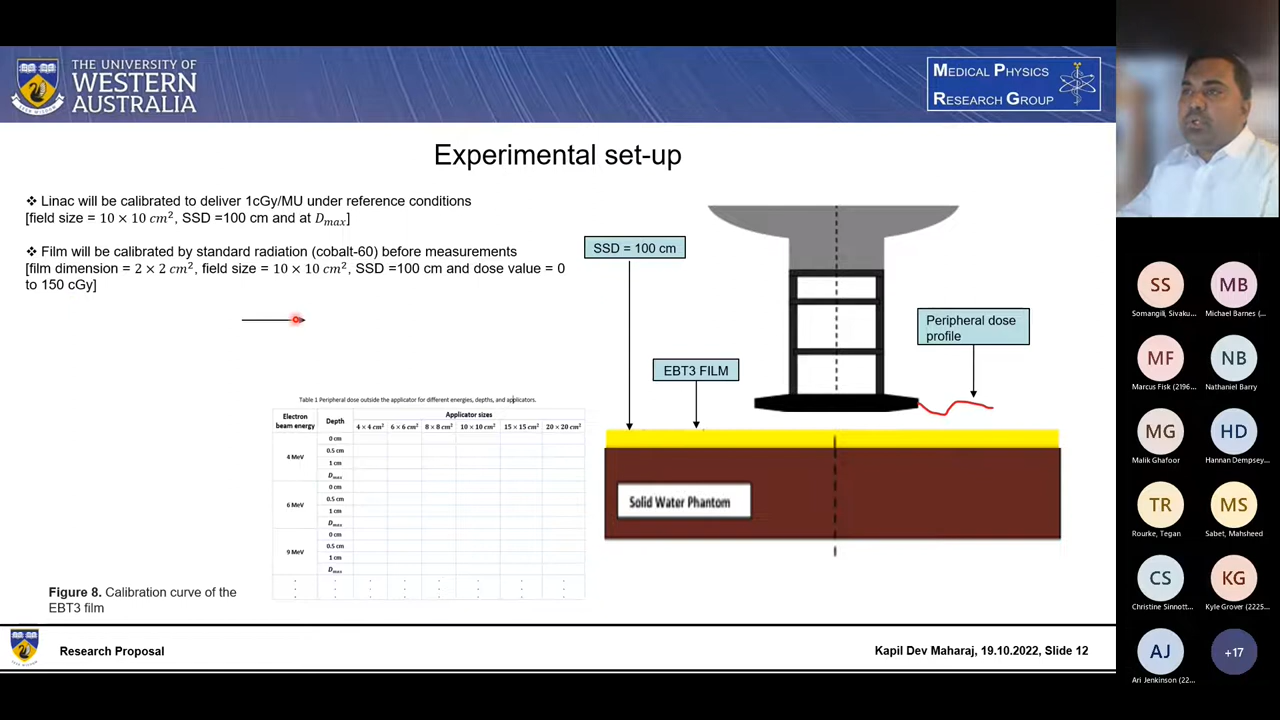 THE UNIVERSITY OF
WESTERN
AUSTRALIA
MEDICAL PHYSICS
RESEARCH GROUP
Experimental set-up
❖ Linac will be calibrated to deliver 1cGy/MU under reference conditions
[field size = 10 × 10 cm², SSD =100 cm and at Dmax]
❖ Film will be calibrated by standard radiation (cobalt-60) before measurements
[film dimension = 2 × 2 cm², field size = 10 × 10 cm², SSD =100 cm and dose value = 0
to 150 cGy]
SSD = 100 cm
EBT3 FILM
Peripheral dose
profile
Solid Water Phantom
Table 1 Peripheral dose outside the applicator for different energies, depths, and applicators.
Electron
beam energy
Depth
Applicator sizes
4 × 4 cm² 6 × 6 cm² 8 × 8 cm² 10 × 10 cm² 15 × 15 cm² 20 × 20 cm²
4 MeV
0 cm
0.5 cm
1 cm
Dmax
6 MeV
0 cm
0.5 cm
1 cm
Dmax
9 MeV
0 cm
0.5 cm
1 cm
Dmax
Figure 8. Calibration curve of the
EBT3 film
Research Proposal
Kapil Dev Maharaj, 19.10.2022, Slide 12
SS
Somangili, Sivaku...
MB
Michael Barnes (...
MF
Marcus Fisk (2196...
NB
Nathaniel Barry
MG
Malik Ghafoor
HD
Hannan Dempsey...
TR
Rourke, Tegan
MS
Sabet, Mahsheed
CS
Christine Sinnott...
KG
Kyle Grover (2225...
AJ
Ari Jenkinson (22...
+17